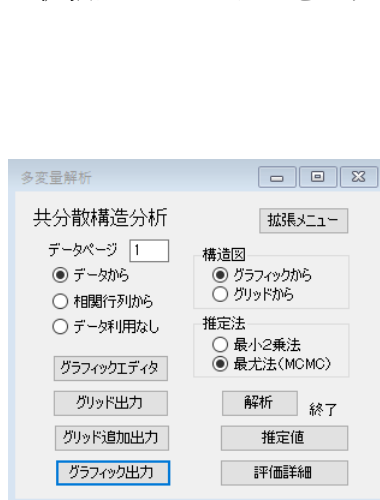 多変量解析
共分散構造分析
拡張メニュー
データページ 1
データから
相関行列から
データ利用なし
構造図
グラフィックから
グリッドから
推定法
最小2乗法
最尤法(MCMC)
グラフィックエディタ
グリッド出力
解析
終了
グリッド追加出力
推定値
グラフィック出力
評価詳細